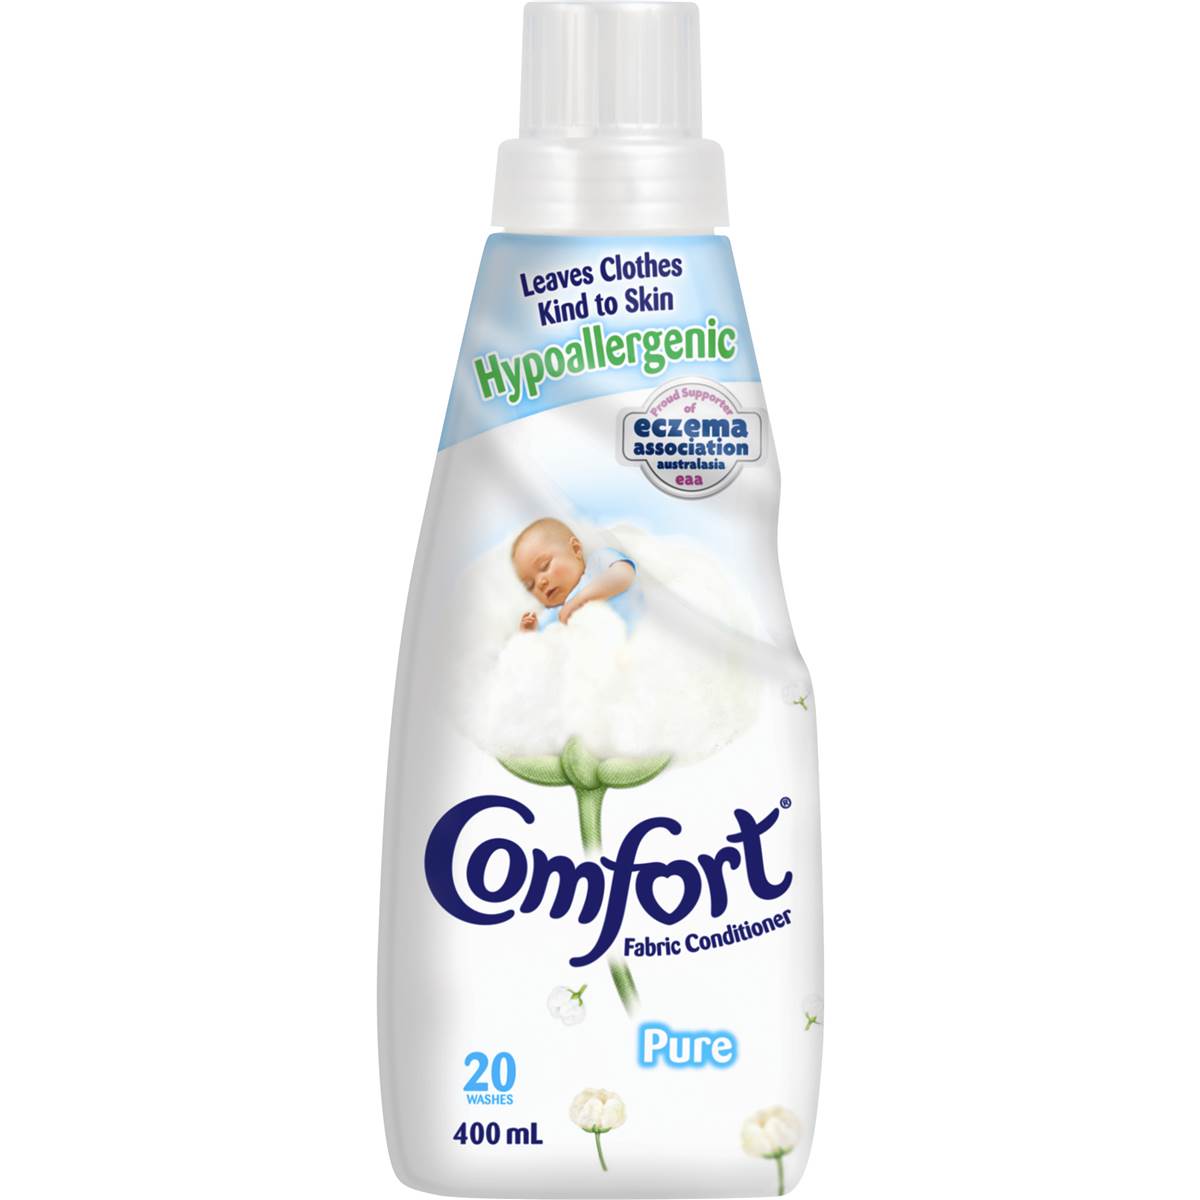 Leaves Clothes
Kind to Skin
Hypoallergenic
Proud Supporter
of
eczema
association
australasia
eaa
Comfort®
Fabric Conditioner
Pure
20
WASHES
400 mL